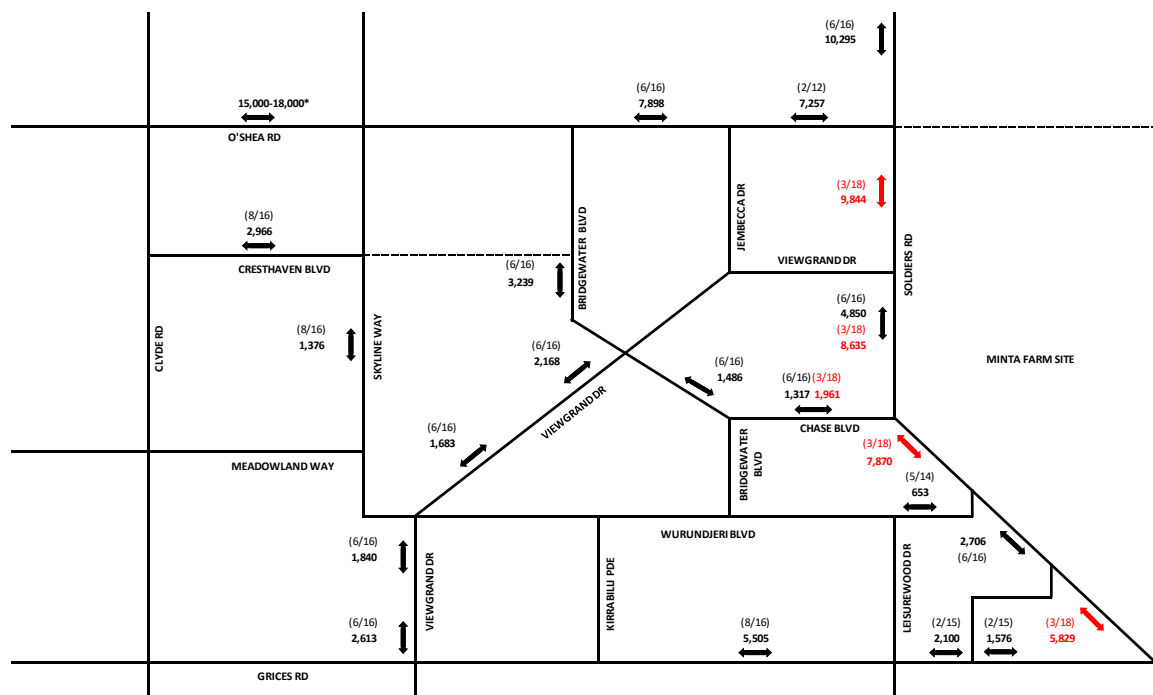 (6/16)
10,295
15,000-18,000*
(6/16)
7,898
(2/12)
7,257
O'SHEA RD
(3/18)
9,844
JEMBECCA DR
BRIDGEWATER BLVD
SOLDIERS RD
(8/16)
2,966
CRESTHAVEN BLVD
VIEWGRAND DR
(6/16)
3,239
(6/16)
4,850
(3/18)
8,635
(8/16)
1,376
CLYDE RD
SKYLINE WAY
(6/16)
2,168
MINTA FARM SITE
(6/16)
1,486
(6/16) (3/18)
1,317 1,961
VIEWGRAND DR
CHASE BLVD
(6/16)
1,683
(3/18)
7,870
MEADOWLAND WAY
BRIDGEWATER
BLVD
(5/14)
653
WURUNDJERI BLVD
(6/16)
1,840
2,706
(6/16)
VIEWGRAND DR
KIRRABILLI PDE
LEISUREWOOD DR
(6/16)
2,613
(8/16)
5,505
(2/15)
2,100
(2/15)
1,576
(3/18)
5,829
GRICES RD